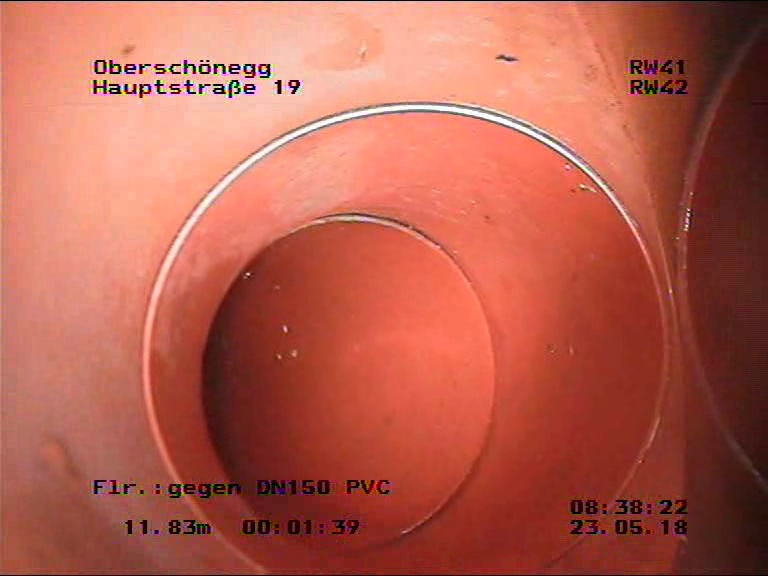 Oberschönegg RW41
Hauptstraße 19 RW42
Flr.:gegen DN150 PVC
08:38:22
11.83m 00:01:39 23.05.18